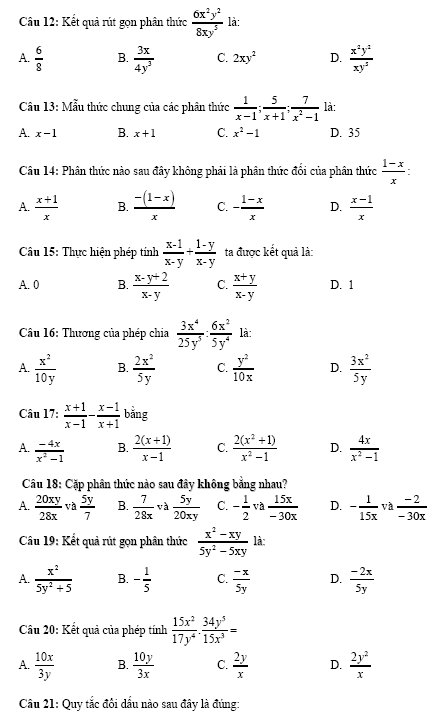 Câu 12: Kết quả rút gọn phân thức \frac{6x^2y^2}{8xy^5} là:
A. \frac{6}{8} B. \frac{3x}{4y^3} C. 2xy^2 D. \frac{x^2y^2}{xy^5}
Câu 13: Mẫu thức chung của các phân thức \frac{1}{x-1};\frac{5}{x+1};\frac{7}{x^2-1} là:
A. x-1 B. x+1 C. x^2-1 D. 35
Câu 14: Phân thức nào sau đây không phải là phân thức đối của phân thức \frac{1-x}{x}:
A. \frac{x+1}{x} B. \frac{-(1-x)}{x} C. -\frac{1-x}{x} D. \frac{x-1}{x}
Câu 15: Thực hiện phép tính \frac{x-1}{x-y}+\frac{1-y}{x-y} ta được kết quả là:
A. 0 B. \frac{x-y+2}{x-y} C. \frac{x+y}{x-y} D. 1
Câu 16: Thương của phép chia \frac{3x^4}{25y^5}:\frac{6x^2}{5y^4} là:
A. \frac{x^2}{10y} B. \frac{2x^2}{5y} C. \frac{y^2}{10x} D. \frac{3x^2}{5y}
Câu 17: \frac{x+1}{x-1}-\frac{x-1}{x+1} bằng
A. \frac{-4x}{x^2-1} B. \frac{2(x+1)}{x-1} C. \frac{2(x^2+1)}{x^2-1} D. \frac{4x}{x^2-1}
Câu 18: Cặp phân thức nào sau đây không bằng nhau?
A. \frac{20xy}{28x} và \frac{5y}{7} B. \frac{7}{28x} và \frac{5y}{20xy} C. -\frac{1}{2} và \frac{15x}{-30x} D. -\frac{1}{15x} và \frac{-2}{-30x}
Câu 19: Kết quả rút gọn phân thức \frac{x^2-xy}{5y^2-5xy} là:
A. \frac{x^2}{5y^2+5} B. -\frac{1}{5} C. \frac{-x}{5y} D. \frac{-2x}{5y}
Câu 20: Kết quả của phép tính \frac{15x^2}{17y^4}.\frac{34y^5}{15x^3}=
A. \frac{10x}{3y} B. \frac{10y}{3x} C. \frac{2y}{x} D. \frac{2y^2}{x}
Câu 21: Quy tắc đổi dấu nào sau đây là đúng: